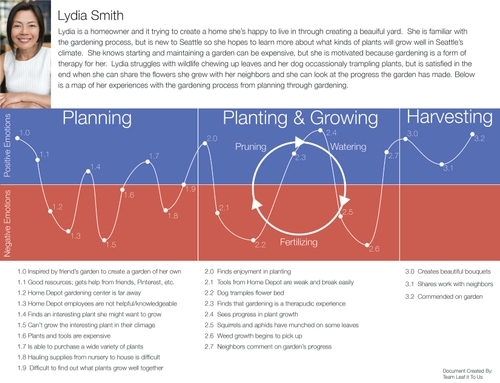 Lydia Smith
Lydia is a homeowner and it trying to create a home she's happy to live in through creating a beauiful yard. She is familiar
with the gardening process, but is new to Seattle so she hopes to learn more about what kinds of plants will grow well in Seattle's
climate. She knows starting and maintaining a garden can be expensive, but she is motivated because gardening is a form of
therapy for her. Lydia struggles with wildlife chewing up leaves and her dog occassionaly trampling plants, but is satisfied in the
end when she can share the flowers she grew with her neighbors and she can look at the progress the garden has made. Below
is a map of her experiences with the gardening process from planning through gardening.
Planning
Planting & Growing
Harvesting
Positive Emotions
Negative Emotions
1.0
1.1
1.2
1.3
1.4
1.5
1.6
1.7
1.8
1.9
2.0
2.1
2.2
2.3
2.4
2.5
2.6
2.7
3.0
3.1
3.2
Pruning
Watering
Fertilizing
1.0 Inspired by friend's garden to create a garden of her own
1.1 Good resources; gets help from friends, Pinterest, etc.
1.2 Home Depot gardening center is far away
1.3 Home Depot employees are not helpful/knowledgeable
1.4 Finds an interesting plant she might want to grow
1.5 Can't grow the interesting plant in their climage
1.6 Plants and tools are expensive
1.7 Is able to purchase a wide variety of plants
1.8 Hauling supplies from nursery to house is difficult
1.9 Difficult to find out what plants grow well together
2.0 Finds enjoyment in planting
2.1 Tools from Home Depot are weak and break easily
2.2 Dog tramples flower bed
2.3 Finds that gardening is a therapudic experience
2.4 Sees progress in plant growth
2.5 Squirrels and aphids have munched on some leaves
2.6 Weed growth begins to pick up
2.7 Neighbors comment on garden's progress
3.0 Creates beautiful bouquets
3.1 Shares work with neighbors
3.2 Commended on garden
Document Created By:
Team Leaf It To Us